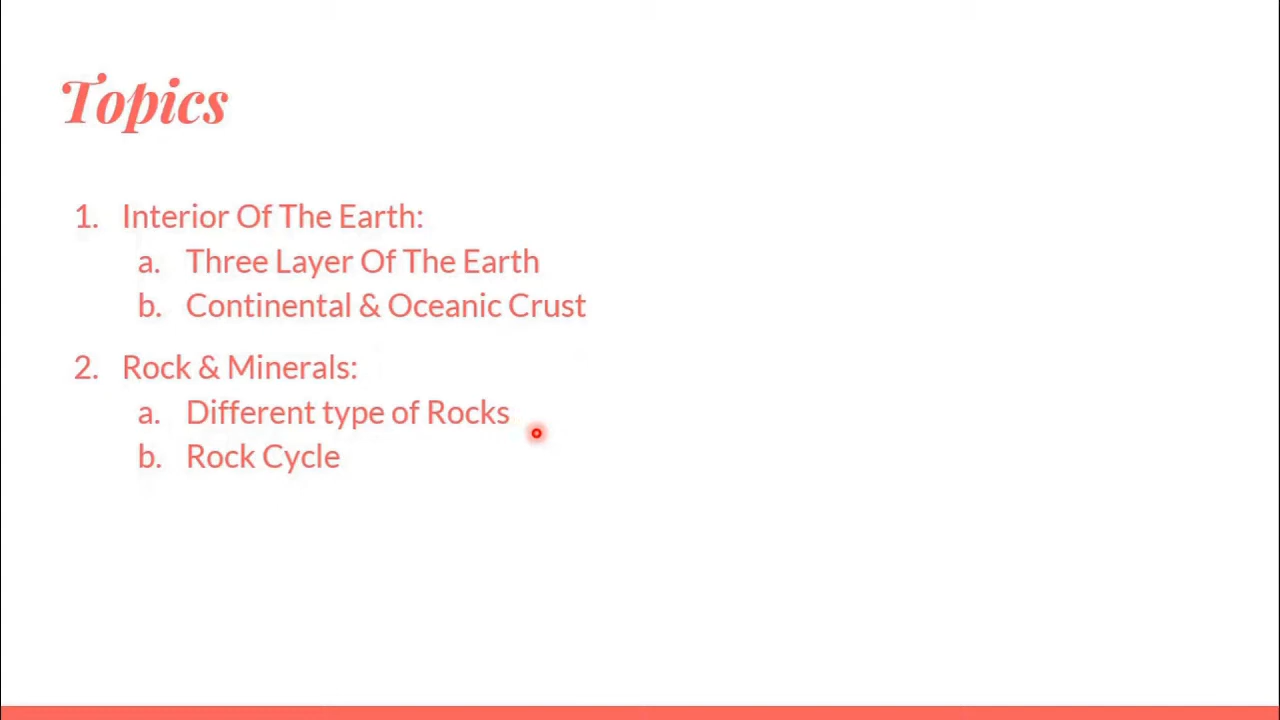 Topics
1. Interior Of The Earth:
a. Three Layer Of The Earth
b. Continental & Oceanic Crust
2. Rock & Minerals:
a. Different type of Rocks
b. Rock Cycle